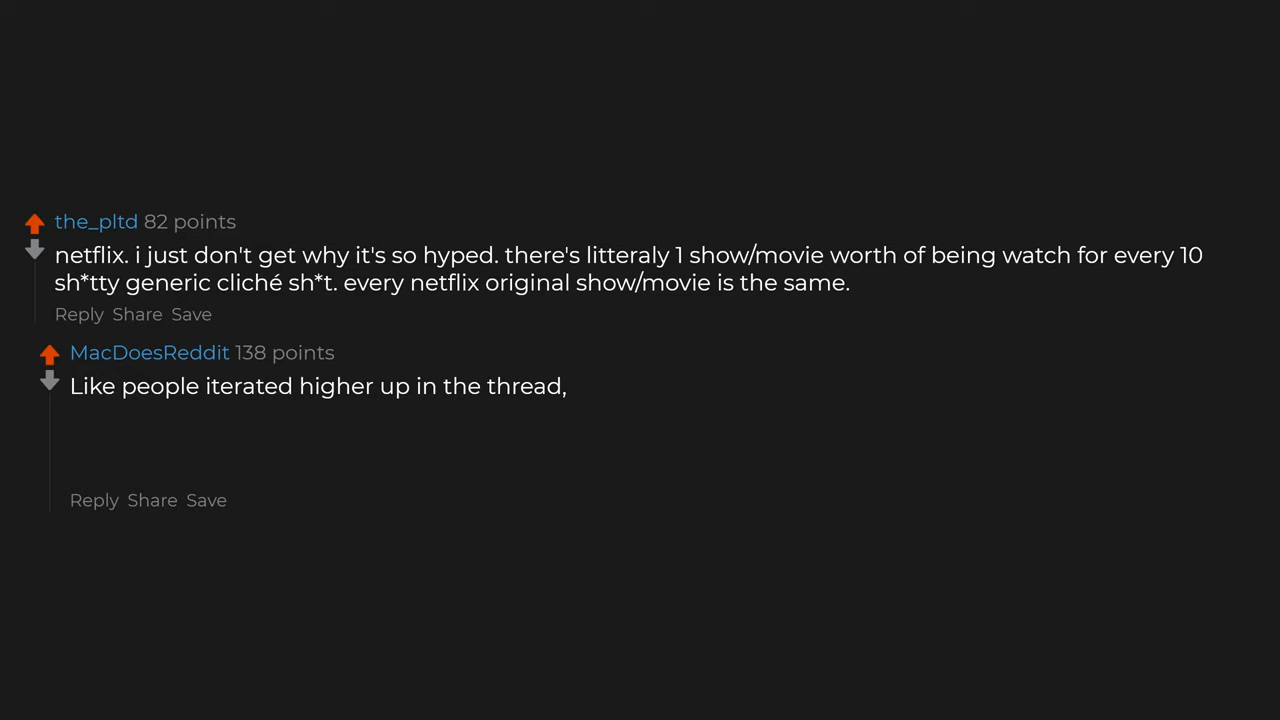 the_pltd 82 points
netflix. i just don't get why it's so hyped. there's litteraly 1 show/movie worth of being watch for every 10
sh*tty generic cliché sh*t. every netflix original show/movie is the same.
Reply Share Save
MacDoesReddit 138 points
Like people iterated higher up in the thread,
Reply Share Save